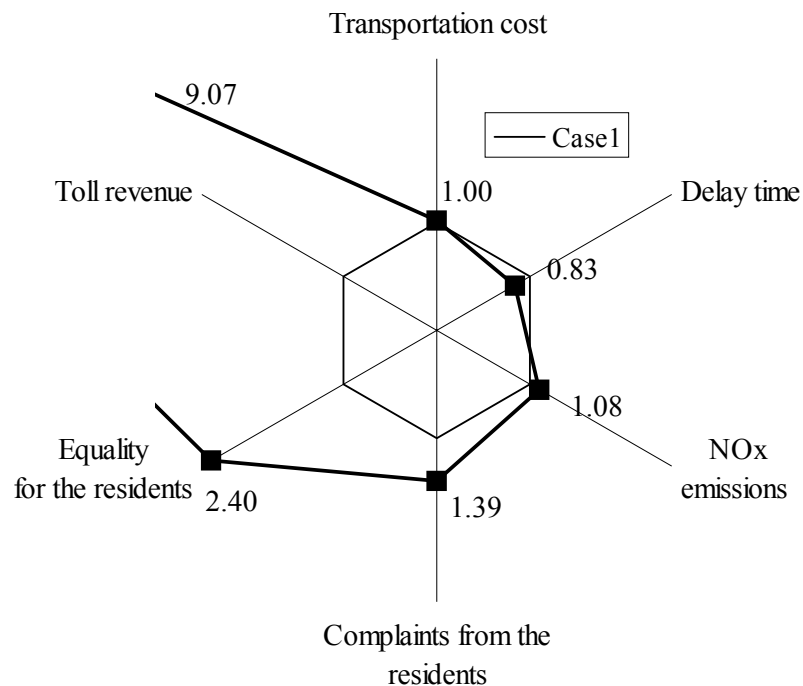 Transportation cost
9.07
Case1
Toll revenue
1.00
Delay time
0.83
1.08
Equality
for the residents
NOx
emissions
2.40
1.39
Complaints from the
residents